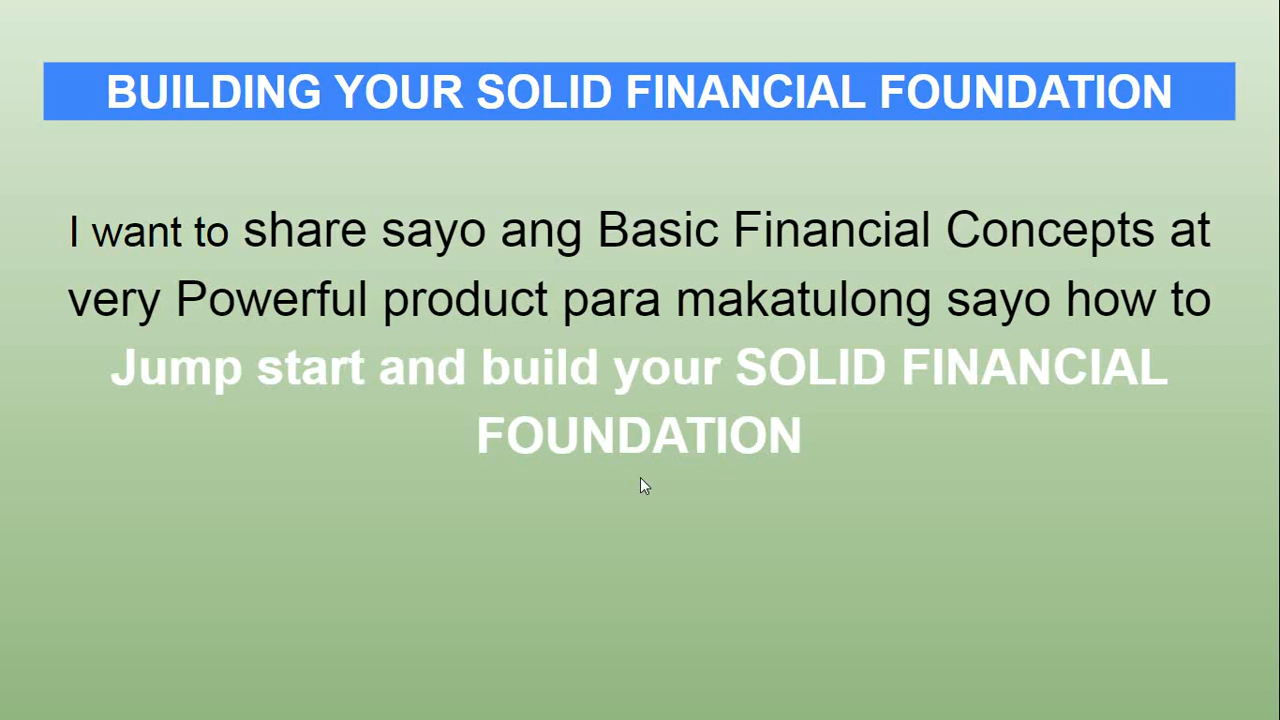 BUILDING YOUR SOLID FINANCIAL FOUNDATION
I want to share sayo ang Basic Financial Concepts at
very Powerful product para makatulong sayo how to
Jump start and build your SOLID FINANCIAL
FOUNDATION